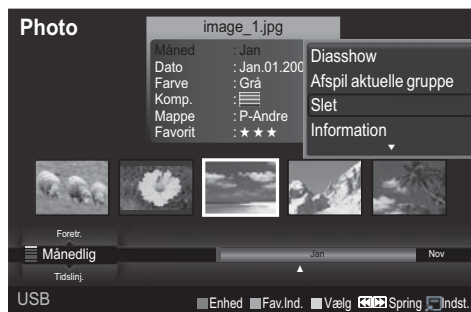 Photo
image_1.jpg
Måned : Jan
Dato : Jan.01.200
Farve : Grå
Komp. :
Mappe : P-Andre
Favorit : ★ ★ ★
Diasshow
Afspil aktuelle gruppe
Slet
Information
Foretr.
Månedlig
Tidslinj.
Jan
Nov
USB
Enhed Fav.Ind. Vælg Spring Indst.